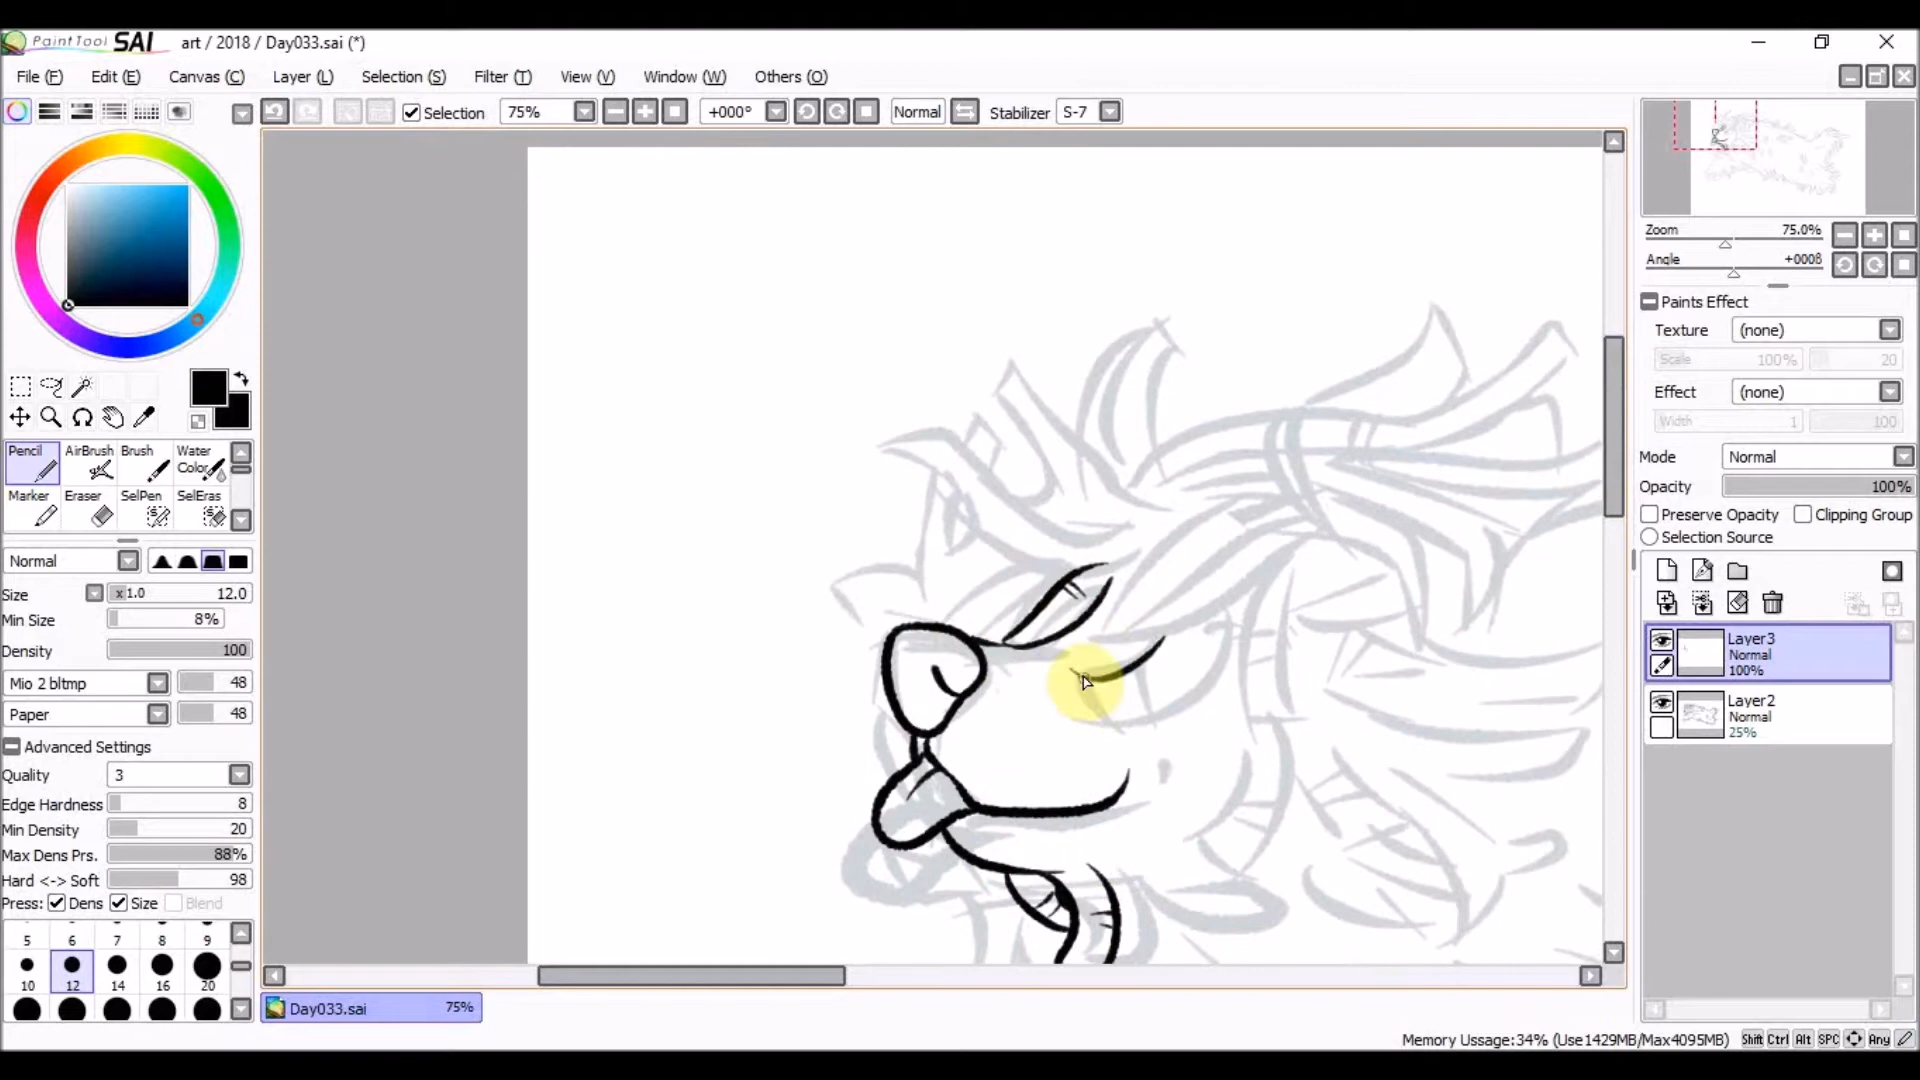 PaintTool SAI art / 2018 / Day033.sai (*)
File (F) Edit (E) Canvas (C) Layer (L) Selection (S) Filter (T) View (V) Window (W) Others (O)
Selection 75% +000° Normal Stabilizer S-7
Zoom 75.0%
Angle +0008
Paints Effect
Texture (none)
Scale 100% 20
Effect (none)
Width 1 100
Mode Normal
Opacity 100%
Preserve Opacity Clipping Group
Selection Source
Layer3
Normal
100%
Layer2
Normal
25%
Pencil AirBrush Brush Water
Color
Marker Eraser SelPen SelEras
Normal
Size x 1.0 12.0
Min Size 8%
Density 100
Mio 2 bltmp 48
Paper 48
Advanced Settings
Quality 3
Edge Hardness 8
Min Density 20
Max Dens Prs. 88%
Hard <-> Soft 98
Press: Dens Size Blend
5 6 7 8 9
10 12 14 16 20
Day033.sai 75%
Memory Ussage:34% (Use1429MB/Max4095MB) Shift Ctrl Alt SPC Any